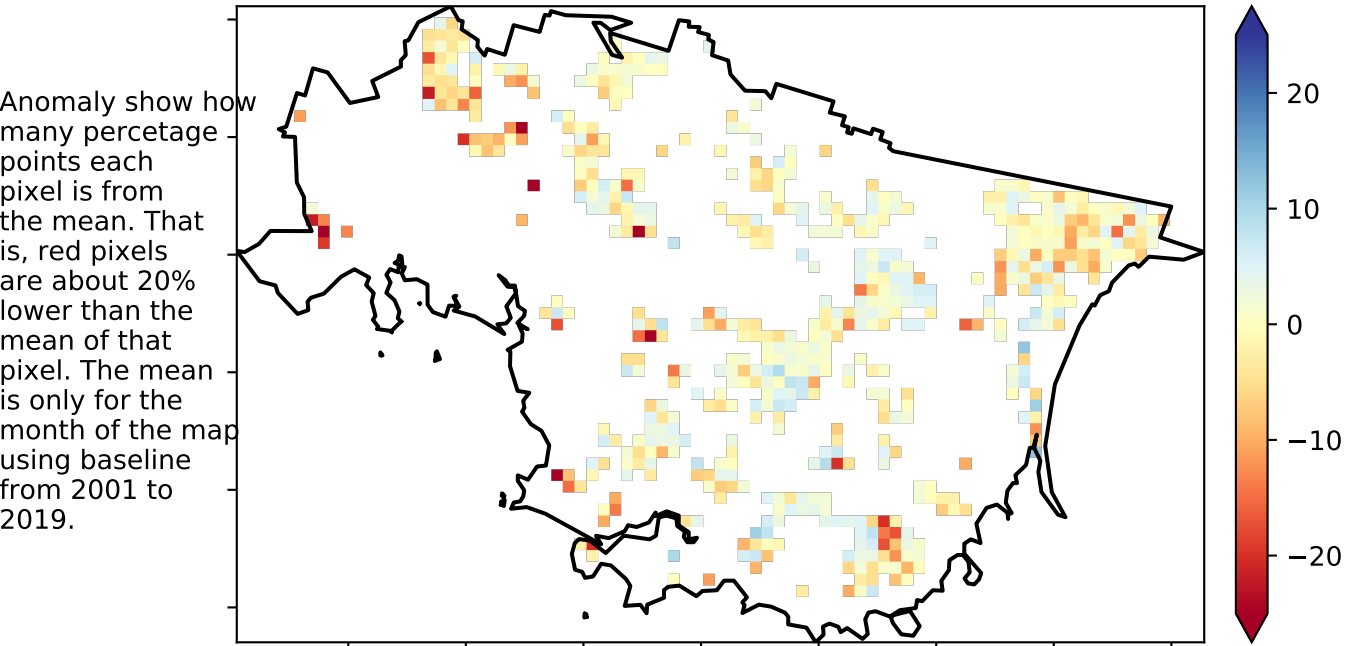 Anomaly show how
many percetage
points each
pixel is from
the mean. That
is, red pixels
are about 20%
lower than the
mean of that
pixel. The mean
is only for the
month of the map
using baseline
from 2001 to
2019.
20
10
0
−10
−20